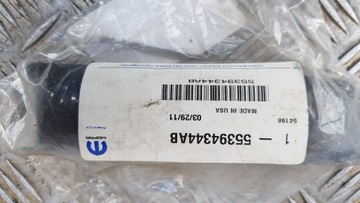 55394344AB
MADE IN USA
54196
03/29/11
1 – 55394344AB
MOPAR